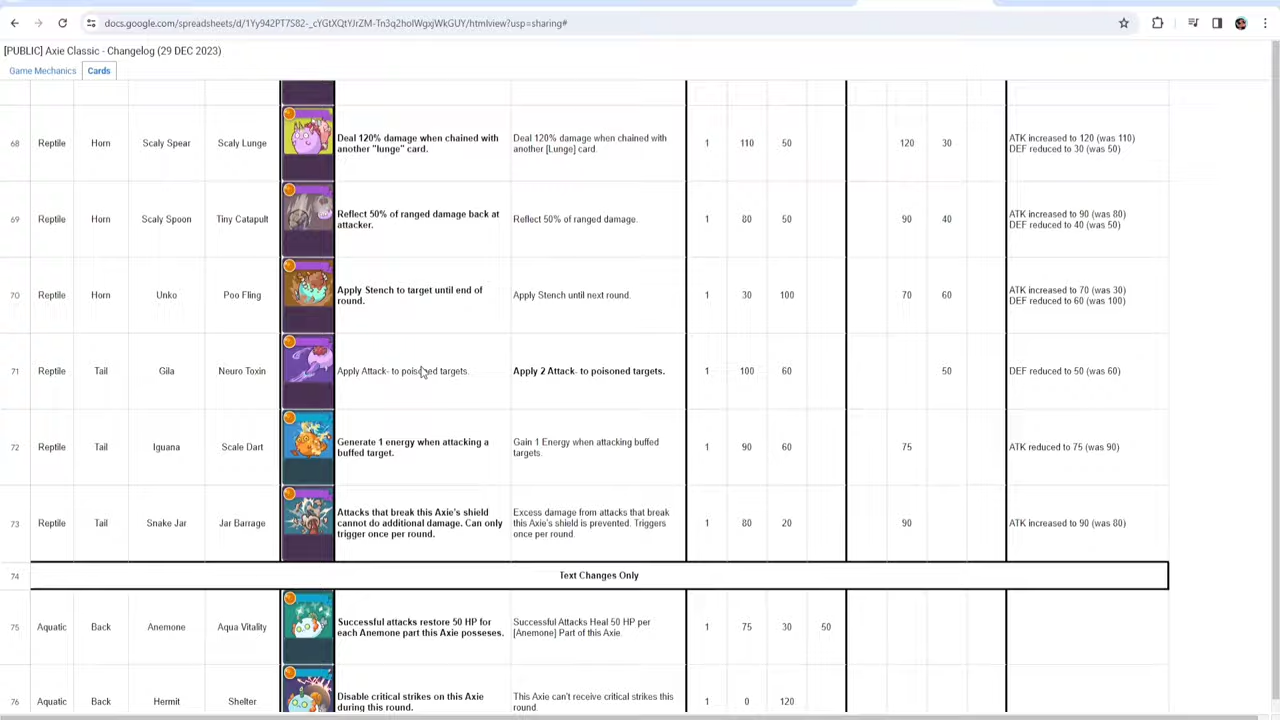 docs.google.com/spreadsheets/d/1Yy942PT7S82-_cYGtXQtYJrZM-Tn3q2hoIWgxjWkGUY/htmlview?usp=sharing#
[PUBLIC] Axie Classic - Changelog (29 DEC 2023)
Game Mechanics Cards
68 Reptile Horn Scaly Spear Scaly Lunge Deal 120% damage when chained with another "lunge" card. Deal 120% damage when chained with another [Lunge] card. 1 110 50 120 30 ATK increased to 120 (was 110) DEF reduced to 30 (was 50)
69 Reptile Horn Scaly Spoon Tiny Catapult Reflect 50% of ranged damage back at attacker. Reflect 50% of ranged damage. 1 80 50 90 40 ATK increased to 90 (was 80) DEF reduced to 40 (was 50)
70 Reptile Horn Unko Poo Fling Apply Stench to target until end of round. Apply Stench until next round. 1 30 100 70 60 ATK increased to 70 (was 30) DEF reduced to 60 (was 100)
71 Reptile Tail Gila Neuro Toxin Apply Attack- to poisoned targets. Apply 2 Attack- to poisoned targets. 1 100 60 50 DEF reduced to 50 (was 60)
72 Reptile Tail Iguana Scale Dart Generate 1 energy when attacking a buffed target. Gain 1 Energy when attacking buffed targets. 1 90 60 75 ATK reduced to 75 (was 90)
73 Reptile Tail Snake Jar Jar Barrage Attacks that break this Axie's shield cannot do additional damage. Can only trigger once per round. Excess damage from attacks that break this Axie's shield is prevented. Triggers once per round. 1 80 20 90 ATK increased to 90 (was 80)
74 Text Changes Only
75 Aquatic Back Anemone Aqua Vitality Successful attacks restore 50 HP for each Anemone part this Axie posseses. Successful Attacks Heal 50 HP per [Anemone] Part of this Axie 1 75 30 50
76 Aquatic Back Hermit Shelter Disable critical strikes on this Axie during this round. This Axie can't receive critical strikes this round. 1 0 120